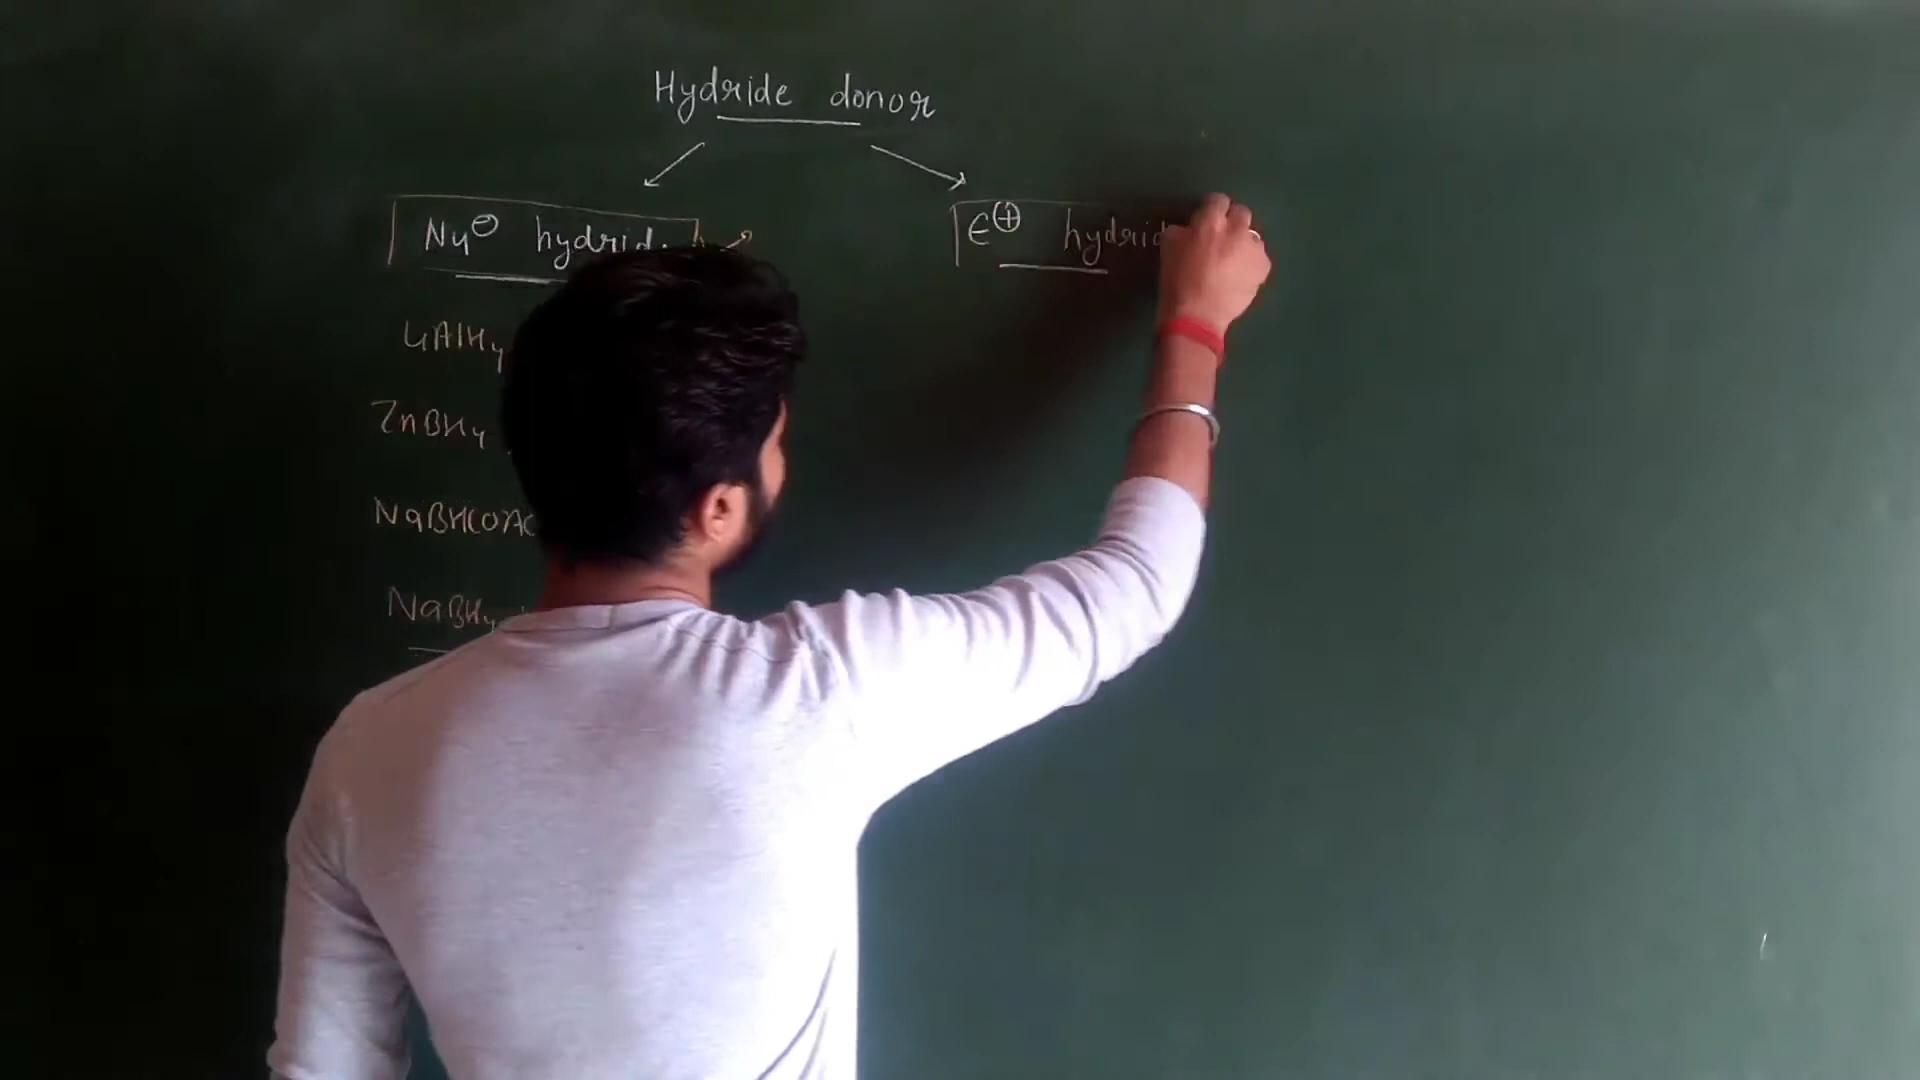 Hydride donor
Nu⊖ hydrid
E⊕ hydrid
LiAlH4
ZnBH4
NaBH(OAC
NaBH4